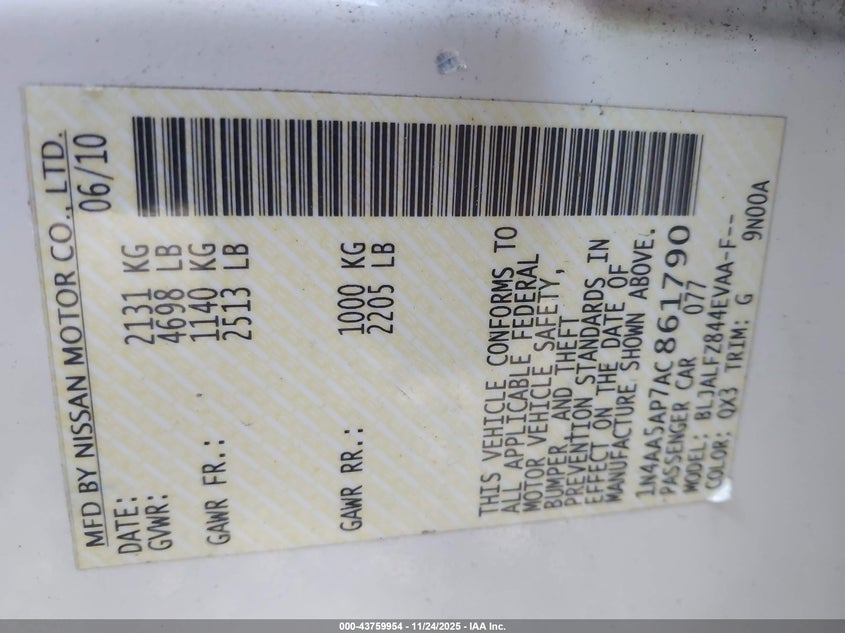 MFD BY NISSAN MOTOR CO., LTD.
DATE: 06/10
GVWR: 2131 KG
4698 LB
GAWR FR.: 1140 KG
2513 LB
GAWR RR.: 1000 KG
2205 LB
THIS VEHICLE CONFORMS TO
ALL APPLICABLE FEDERAL
MOTOR VEHICLE SAFETY,
BUMPER, AND THEFT
PREVENTION STANDARDS IN
EFFECT ON THE DATE OF
MANUFACTURE SHOWN ABOVE.
1N4AA5AP7AC861790
PASSENGER CAR 077
MODEL: BLJALFZ844EVAA-F--
COLOR: QX3 TRIM: G 9N00A
000-43759954 - 11/24/2025 - IAA Inc.